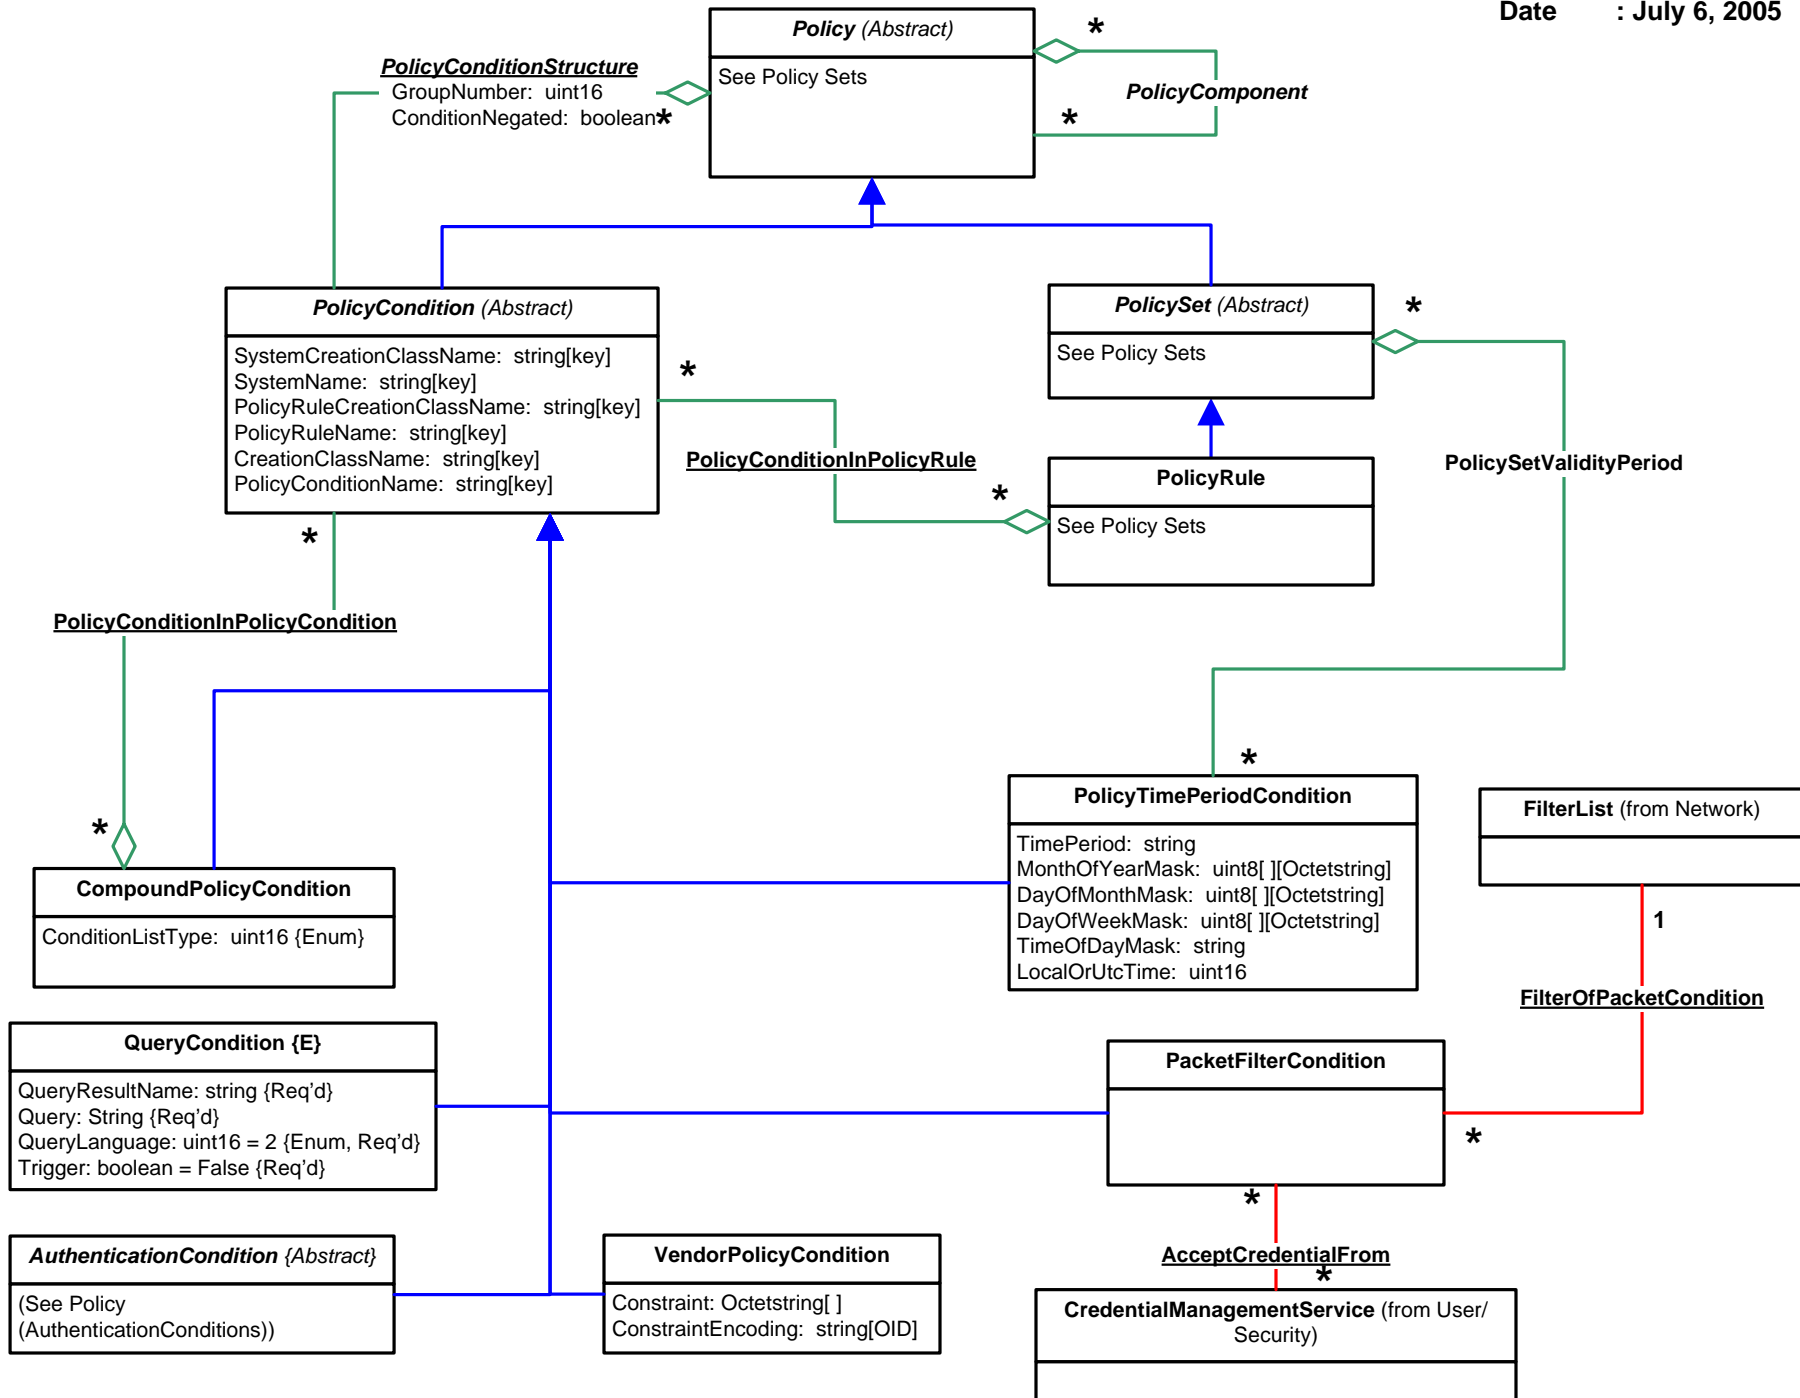 Date : July 6, 2005
Policy (Abstract)
See Policy Sets
*
PolicyComponent
*
PolicyConditionStructure
GroupNumber: uint16
ConditionNegated: boolean*
PolicyCondition (Abstract)
SystemCreationClassName: string[key]
SystemName: string[key]
PolicyRuleCreationClassName: string[key]
PolicyRuleName: string[key]
CreationClassName: string[key]
PolicyConditionName: string[key]
*
*
PolicySet (Abstract)
See Policy Sets
*
PolicyConditionInPolicyRule
*
PolicyRule
See Policy Sets
PolicySetValidityPeriod
PolicyConditionInPolicyCondition
*
*
PolicyTimePeriodCondition
TimePeriod: string
MonthOfYearMask: uint8[ ][Octetstring]
DayOfMonthMask: uint8[ ][Octetstring]
DayOfWeekMask: uint8[ ][Octetstring]
TimeOfDayMask: string
LocalOrUtcTime: uint16
FilterList (from Network)
1
FilterOfPacketCondition
*
CompoundPolicyCondition
ConditionListType: uint16 {Enum}
QueryCondition {E}
QueryResultName: string {Req'd}
Query: String {Req'd}
QueryLanguage: uint16 = 2 {Enum, Req'd}
Trigger: boolean = False {Req'd}
PacketFilterCondition
*
AcceptCredentialFrom
*
AuthenticationCondition {Abstract}
(See Policy
(AuthenticationConditions))
VendorPolicyCondition
Constraint: Octetstring[ ]
ConstraintEncoding: string[OID]
CredentialManagementService (from User/
Security)